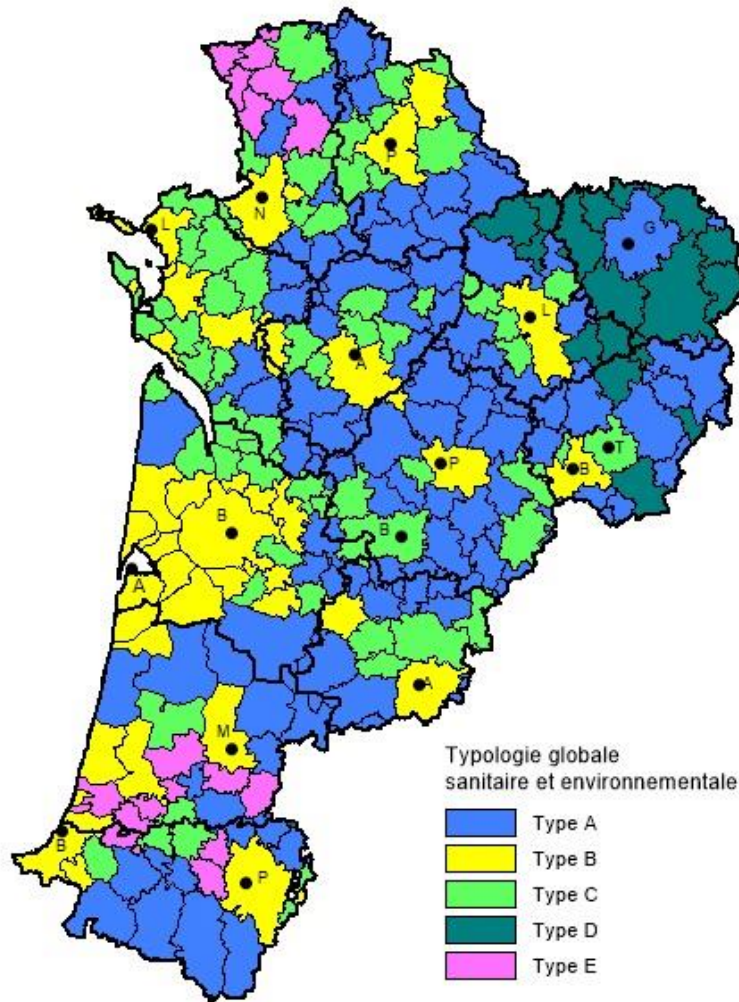 P
N
L
G
L
A
T
B
P
B
B
A
A
M
B
P
Typologie globale
sanitaire et environnementale
Type A
Type B
Type C
Type D
Type E